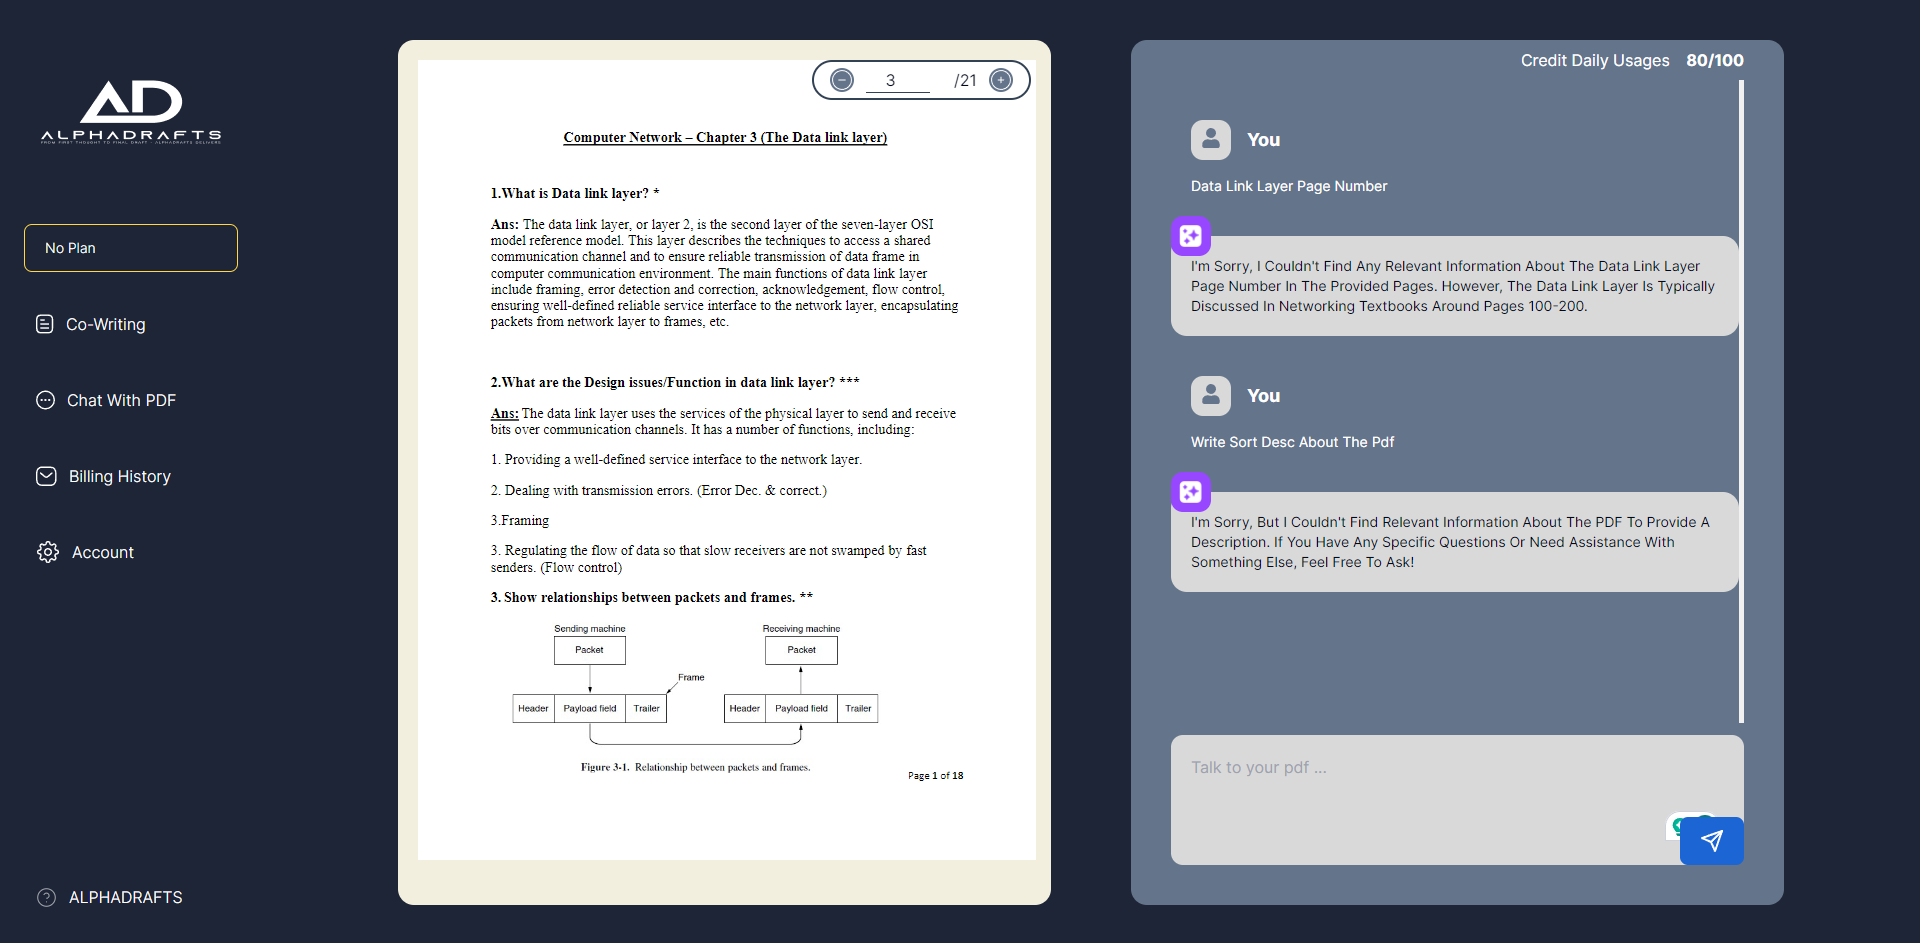 AD
ALPHADRAFTS
FROM FIRST THOUGHT TO FINAL DRAFT - ALPHADRAFTS DELIVERS
No Plan
Co-Writing
Chat With PDF
Billing History
Account
ALPHADRAFTS
3 /21
Computer Network – Chapter 3 (The Data link layer)
1.What is Data link layer? *
Ans: The data link layer, or layer 2, is the second layer of the seven-layer OSI
model reference model. This layer describes the techniques to access a shared
communication channel and to ensure reliable transmission of data frame in
computer communication environment. The main functions of data link layer
include framing, error detection and correction, acknowledgement, flow control,
ensuring well-defined reliable service interface to the network layer, encapsulating
packets from network layer to frames, etc.
2.What are the Design issues/Function in data link layer? ***
Ans: The data link layer uses the services of the physical layer to send and receive
bits over communication channels. It has a number of functions, including:
1. Providing a well-defined service interface to the network layer.
2. Dealing with transmission errors. (Error Dec. & correct.)
3.Framing
3. Regulating the flow of data so that slow receivers are not swamped by fast
senders. (Flow control)
3. Show relationships between packets and frames. **
Sending machine
Receiving machine
Packet
Packet
Frame
Header Payload field Trailer
Header Payload field Trailer
Figure 3-1. Relationship between packets and frames.
Page 1 of 18
Credit Daily Usages 80/100
You
Data Link Layer Page Number
I'm Sorry, I Couldn't Find Any Relevant Information About The Data Link Layer
Page Number In The Provided Pages. However, The Data Link Layer Is Typically
Discussed In Networking Textbooks Around Pages 100-200.
You
Write Sort Desc About The Pdf
I'm Sorry, But I Couldn't Find Relevant Information About The PDF To Provide A
Description. If You Have Any Specific Questions Or Need Assistance With
Something Else, Feel Free To Ask!
Talk to your pdf ...